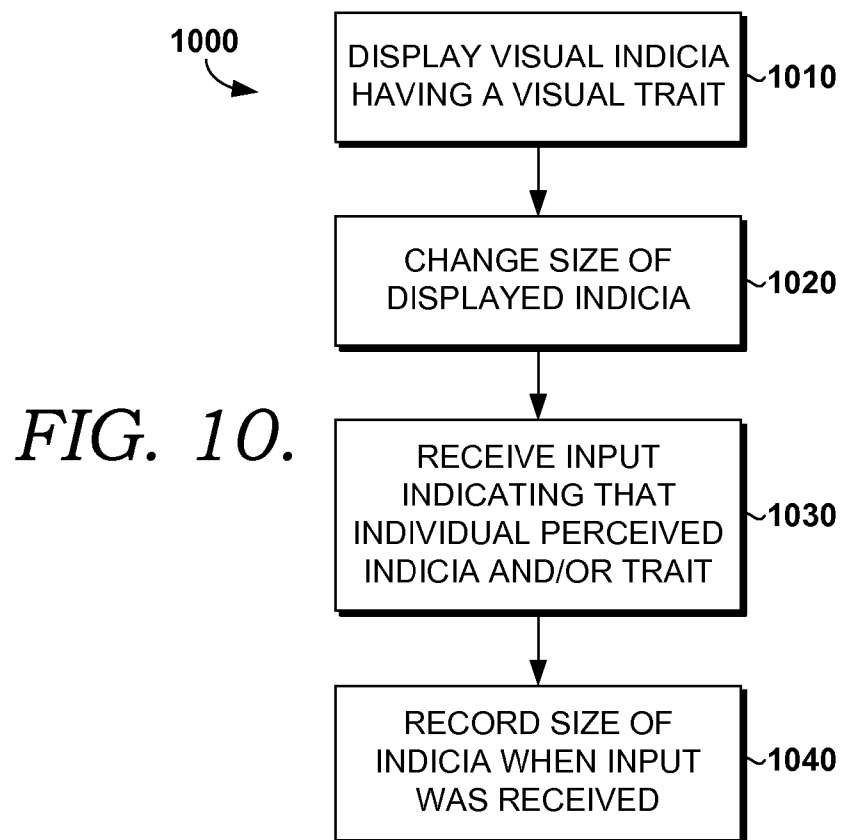 1000
DISPLAY VISUAL INDICIA
HAVING A VISUAL TRAIT
1010
CHANGE SIZE OF
DISPLAYED INDICIA
1020
FIG. 10.
RECEIVE INPUT
INDICATING THAT
INDIVIDUAL PERCEIVED
INDICIA AND/OR TRAIT
1030
RECORD SIZE OF
INDICIA WHEN INPUT
WAS RECEIVED
1040